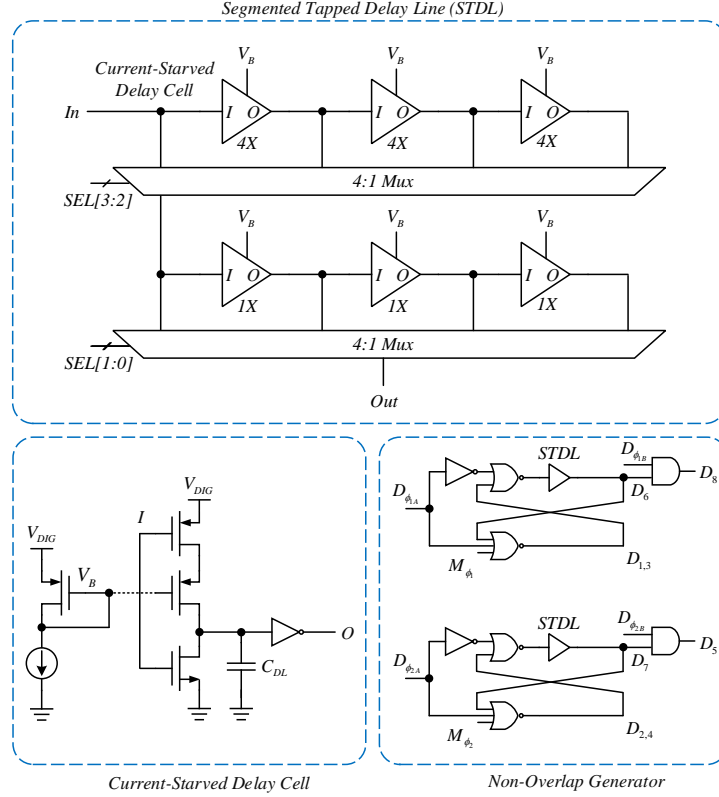 Segmented Tapped Delay Line (STDL)
Current-Starved
Delay Cell
V_B
V_B
V_B
In
I O
I O
I O
4X
4X
4X
4:1 Mux
SEL[3:2]
V_B
V_B
V_B
I O
I O
I O
1X
1X
1X
4:1 Mux
SEL[1:0]
Out
V_DIG
I
V_DIG
V_B
O
C_DL
Current-Starved Delay Cell
STDL
D_ϕ1B
D_8
D_ϕ1A
D_6
M_ϕ1
D_1,3
STDL
D_ϕ2B
D_5
D_ϕ2A
D_7
M_ϕ2
D_2,4
Non-Overlap Generator